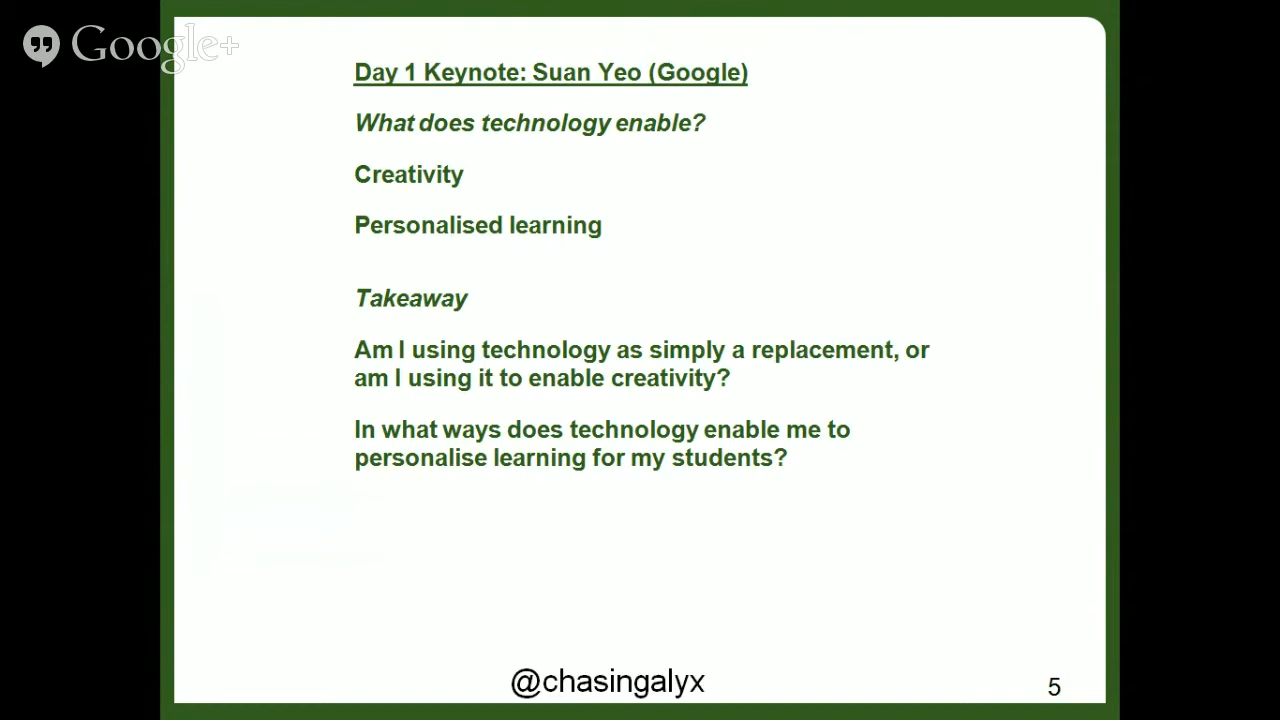 Google+
Day 1 Keynote: Suan Yeo (Google)
What does technology enable?
Creativity
Personalised learning
Takeaway
Am I using technology as simply a replacement, or
am I using it to enable creativity?
In what ways does technology enable me to
personalise learning for my students?
@chasingalyx
5